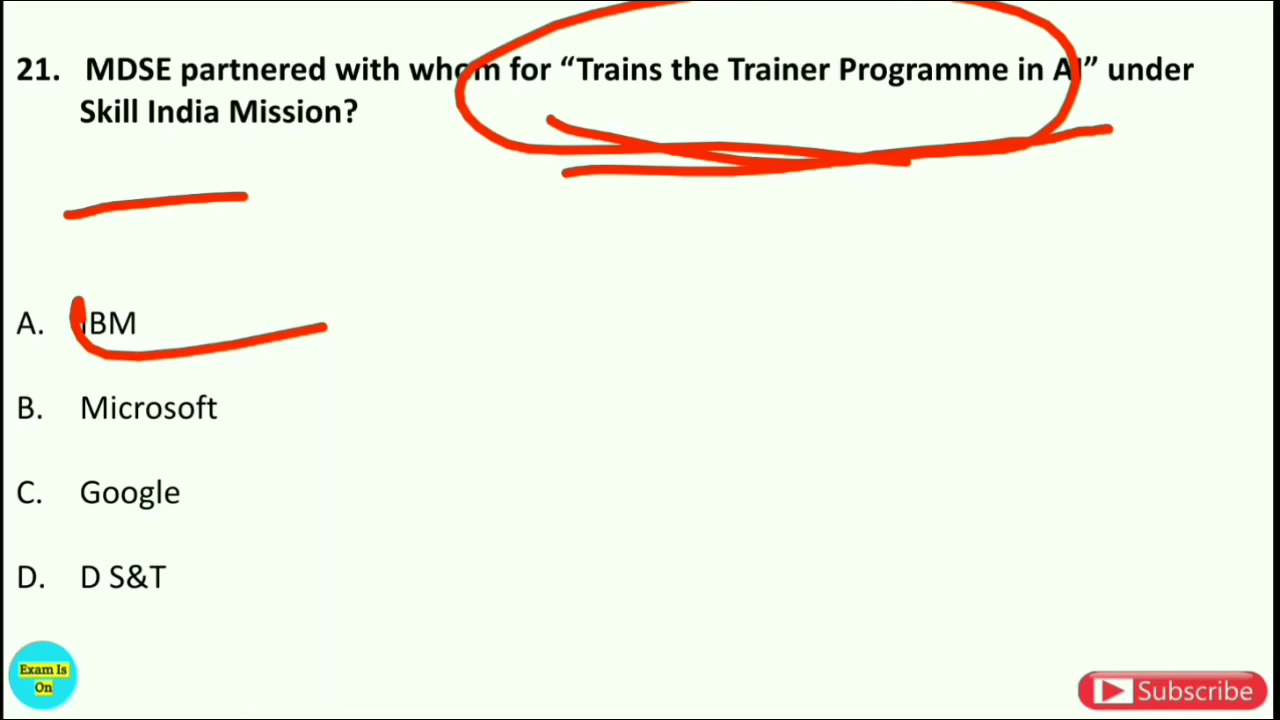 21. MDSE partnered with whom for “Trains the Trainer Programme in AI” under
Skill India Mission?
A. IBM
B. Microsoft
C. Google
D. D S&T
Exam Is
On
Subscribe